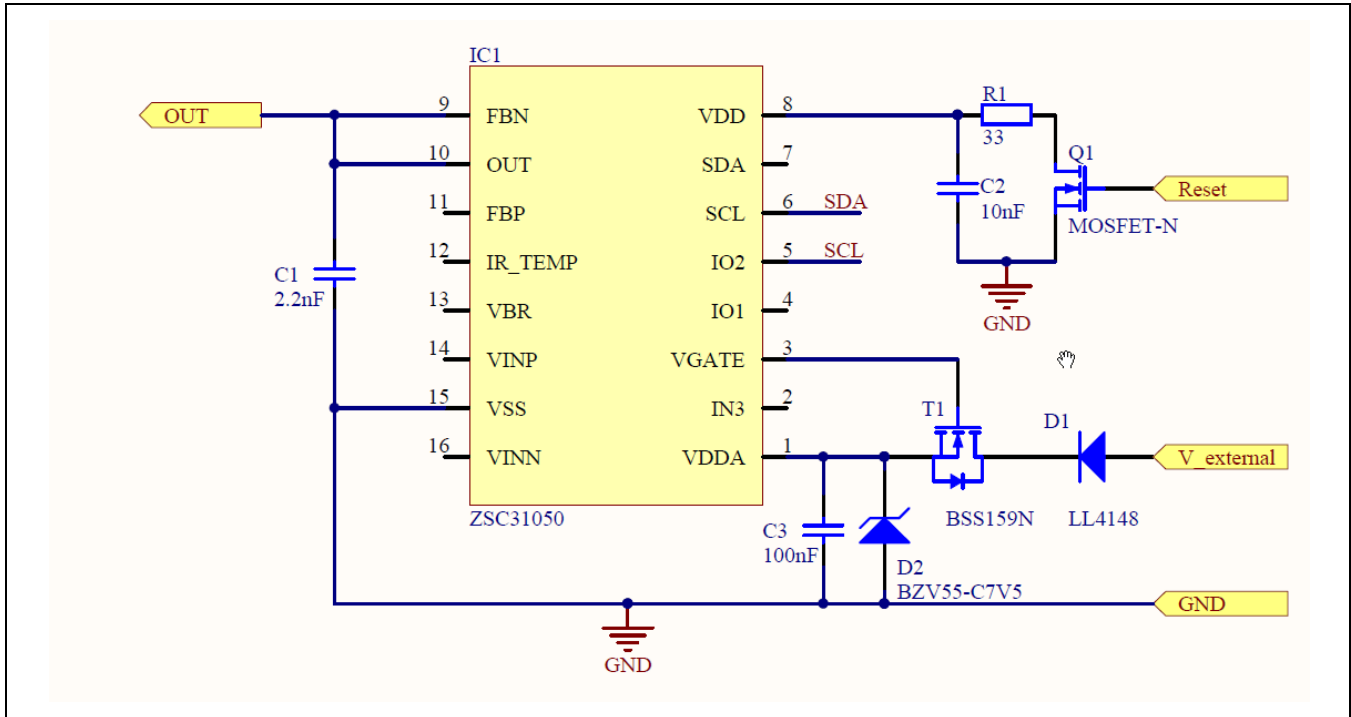 IC1
OUT
9 FBN VDD 8
10 OUT SDA 7
11 FBP SCL 6 SDA
12 IR_TEMP IO2 5 SCL
13 VBR IO1 4
14 VINP VGATE 3
15 VSS IN3 2
16 VINN VDDA 1
ZSC31050
C1
2.2nF
R1
33
C2
10nF
Q1
MOSFET-N
Reset
GND
T1
BSS159N
D1
LL4148
V_external
C3
100nF
D2
BZV55-C7V5
GND
GND